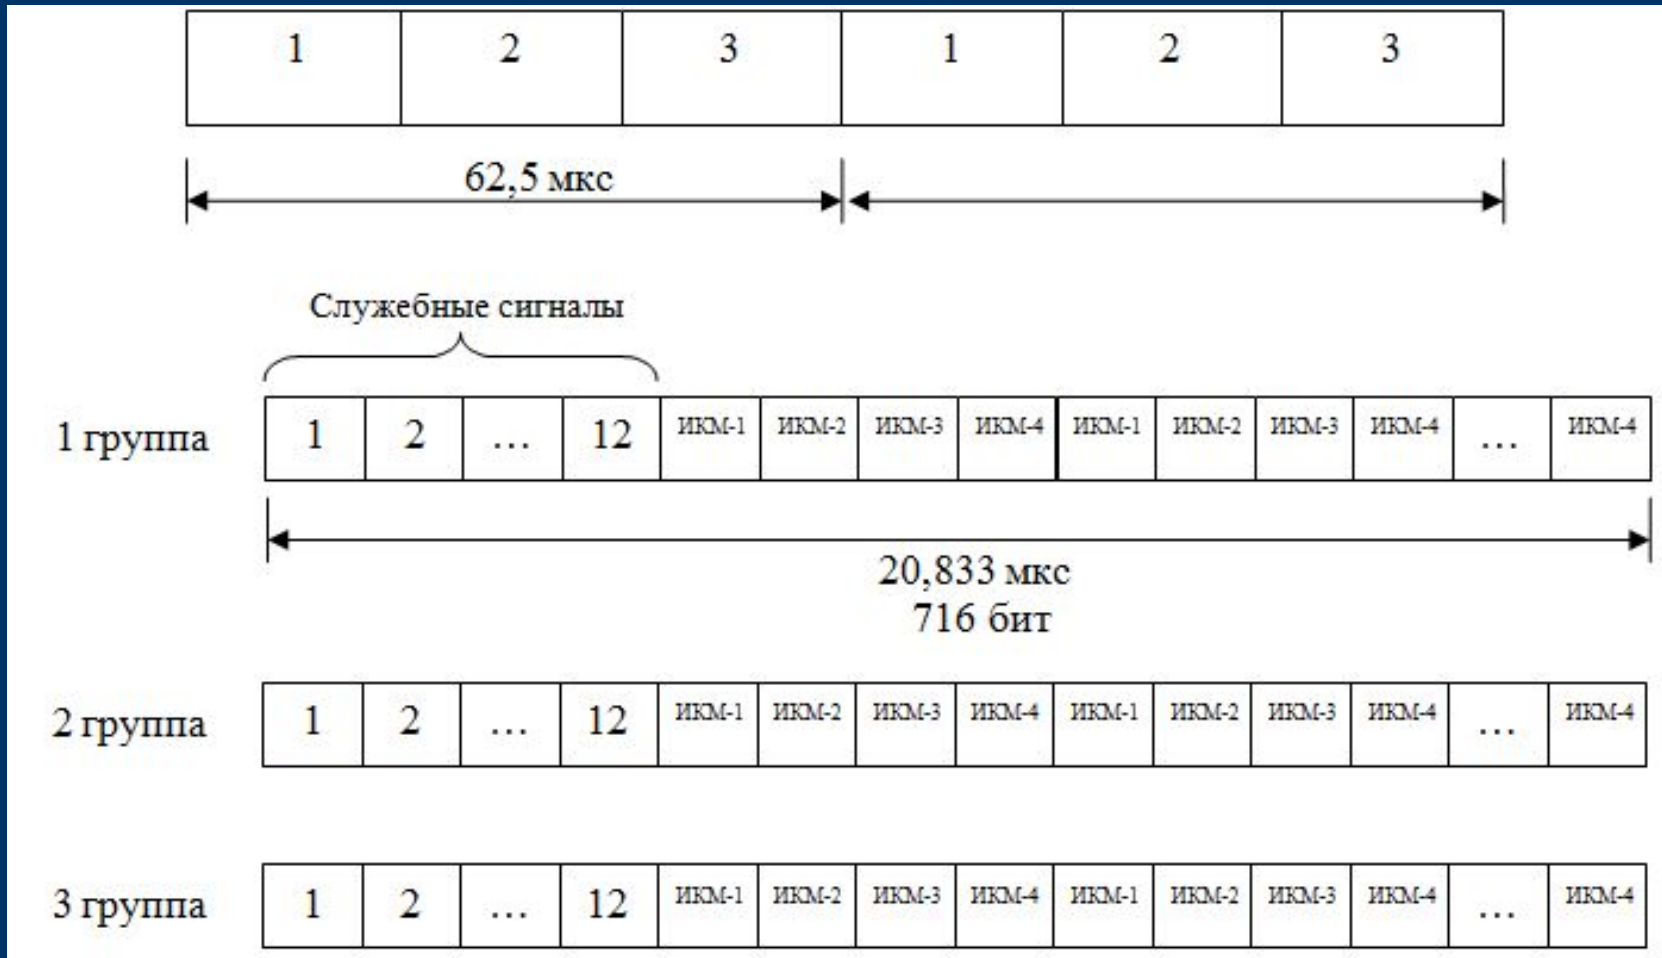 1 2 3 1 2 3
62,5 мкс
Служебные сигналы
1 группа 1 2 ... 12 ИКМ-1 ИКМ-2 ИКМ-3 ИКМ-4 ИКМ-1 ИКМ-2 ИКМ-3 ИКМ-4 ... ИКМ-4
20,833 мкс
716 бит
2 группа 1 2 ... 12 ИКМ-1 ИКМ-2 ИКМ-3 ИКМ-4 ИКМ-1 ИКМ-2 ИКМ-3 ИКМ-4 ... ИКМ-4
3 группа 1 2 ... 12 ИКМ-1 ИКМ-2 ИКМ-3 ИКМ-4 ИКМ-1 ИКМ-2 ИКМ-3 ИКМ-4 ... ИКМ-4